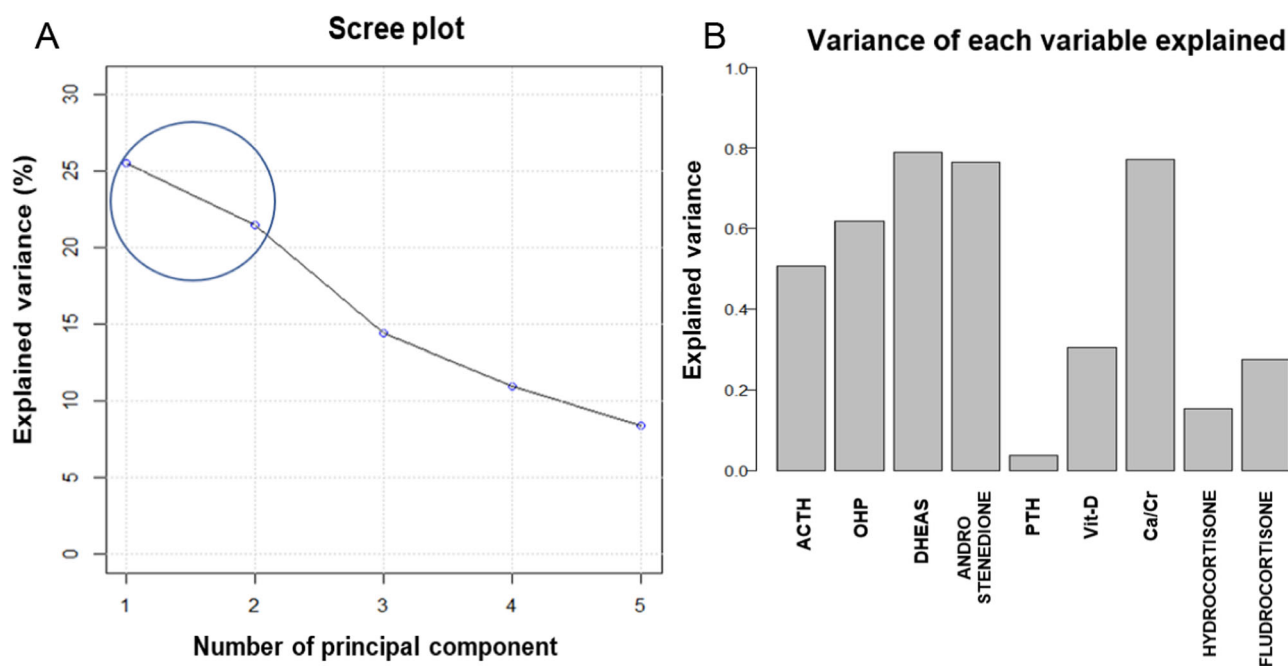 A
Scree plot
Explained variance (%)
30
25
20
15
10
5
0
1 2 3 4 5
Number of principal component
B
Variance of each variable explained
Explained variance
1.0
0.8
0.6
0.4
0.2
0.0
ACTH
OHP
DHEAS
ANDRO
STENEDIONE
PTH
Vit-D
Ca/Cr
HYDROCORTISONE
FLUDROCORTISONE